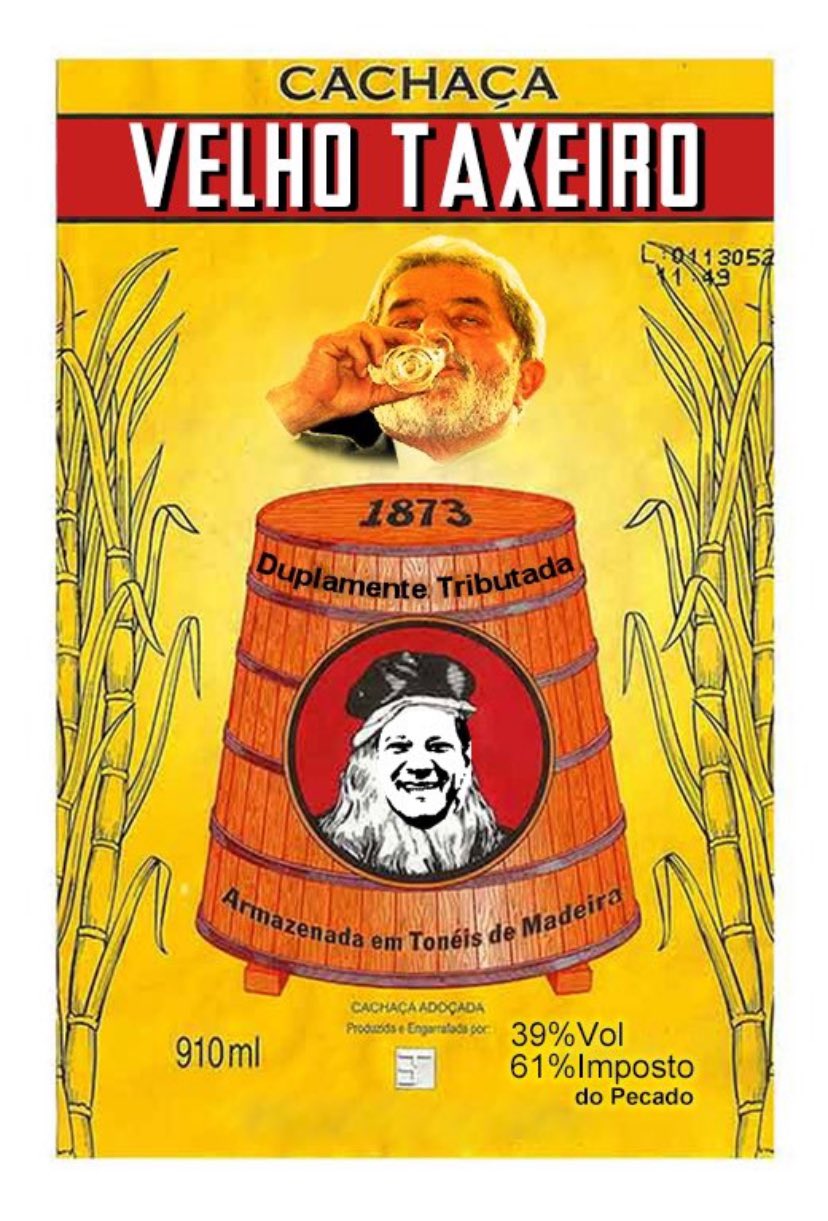 CACHAÇA
VELHO TAXEIRO
L:0113052
11:49
1873
Duplamente Tributada
Armazenada em Tonéis de Madeira
CACHAÇA ADOÇADA
Produzida e Engarrafada por:
910ml
39%Vol
61%Imposto
do Pecado